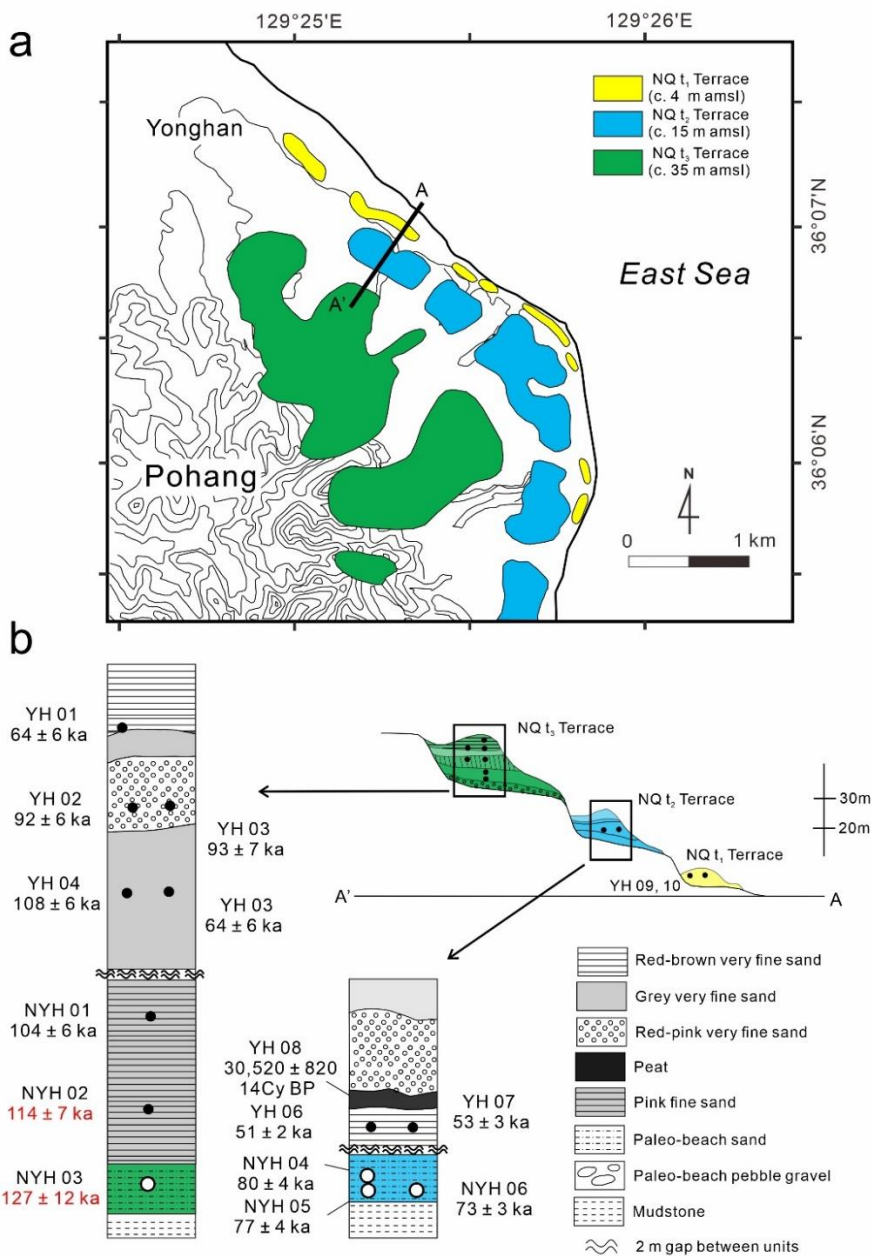 a
129°25'E
129°26'E
NQ t₁ Terrace
(c. 4 m amsl)
NQ t₂ Terrace
(c. 15 m amsl)
NQ t₃ Terrace
(c. 35 m amsl)
Yonghan
A
A'
36°07'N
East Sea
36°06'N
Pohang
N
0
1 km
b
YH 01
64 ± 6 ka
YH 02
92 ± 6 ka
YH 03
93 ± 7 ka
YH 04
108 ± 6 ka
YH 03
64 ± 6 ka
NYH 01
104 ± 6 ka
NYH 02
114 ± 7 ka
NYH 03
127 ± 12 ka
NQ t₃ Terrace
NQ t₂ Terrace
NQ t₁ Terrace
30m
20m
YH 09, 10
A'
A
YH 08
30,520 ± 820
14Cy BP
YH 06
51 ± 2 ka
YH 07
53 ± 3 ka
NYH 04
80 ± 4 ka
NYH 05
77 ± 4 ka
NYH 06
73 ± 3 ka
Red-brown very fine sand
Grey very fine sand
Red-pink very fine sand
Peat
Pink fine sand
Paleo-beach sand
Paleo-beach pebble gravel
Mudstone
2 m gap between units